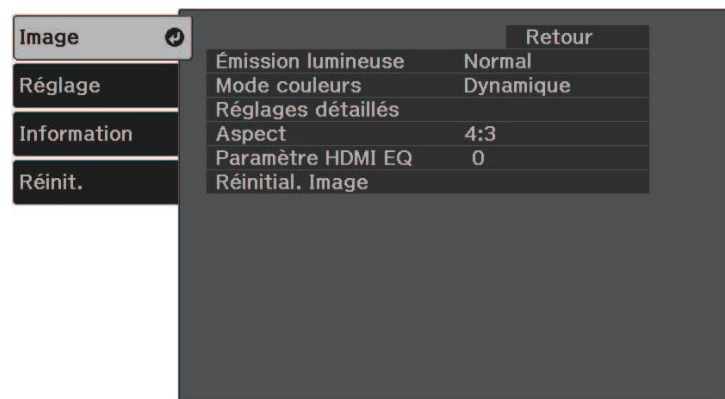 Image
Réglage
Information
Réinit.
Retour
Émission lumineuse Normal
Mode couleurs Dynamique
Réglages détaillés
Aspect 4:3
Paramètre HDMI EQ 0
Réinitial. Image